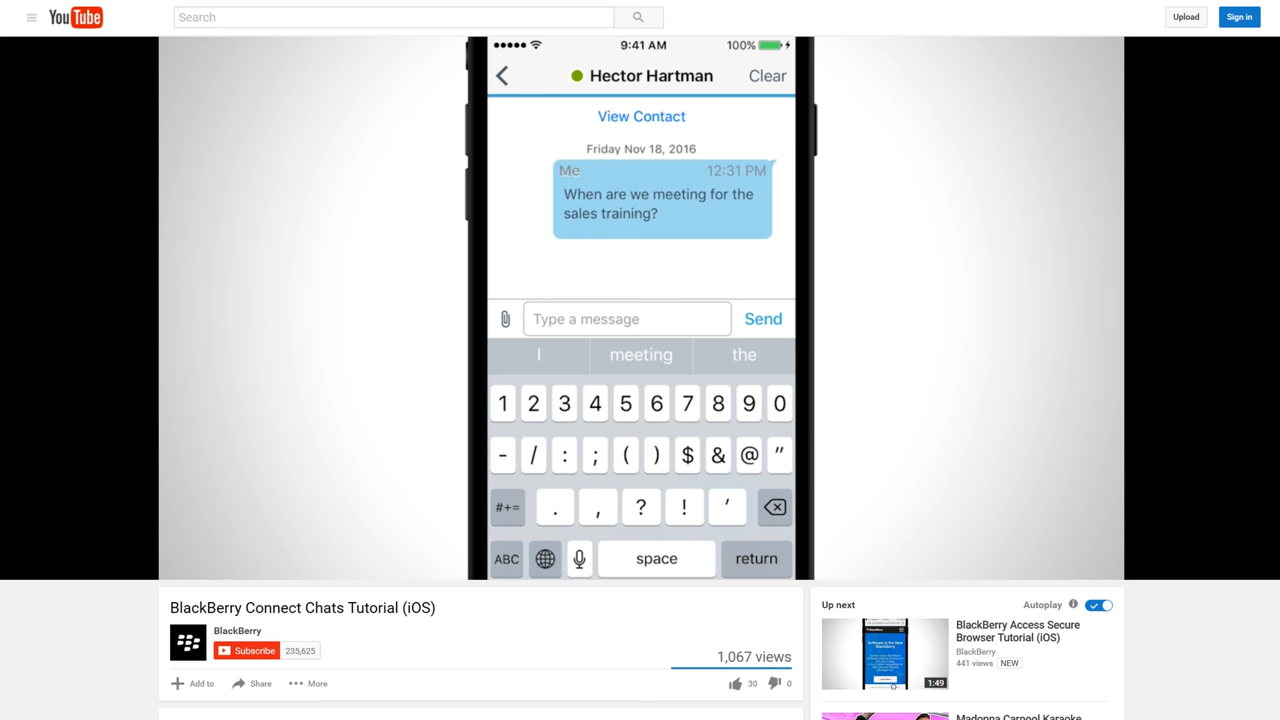 YouTube
Search
Upload
Sign in
9:41 AM
100%
Hector Hartman
Clear
View Contact
Friday Nov 18, 2016
Me
12:31 PM
When are we meeting for the
sales training?
Type a message
Send
I
meeting
the
1 2 3 4 5 6 7 8 9 0
- / : ; ( ) $ & @ "
#+= . , ? ! '
ABC
space
return
BlackBerry Connect Chats Tutorial (iOS)
BlackBerry
Subscribe
235,625
1,067 views
Add to
Share
More
30
0
Up next
Autoplay
BlackBerry Access Secure
Browser Tutorial (iOS)
BlackBerry
441 views
NEW
1:49
Madonna Carpool Karaoke